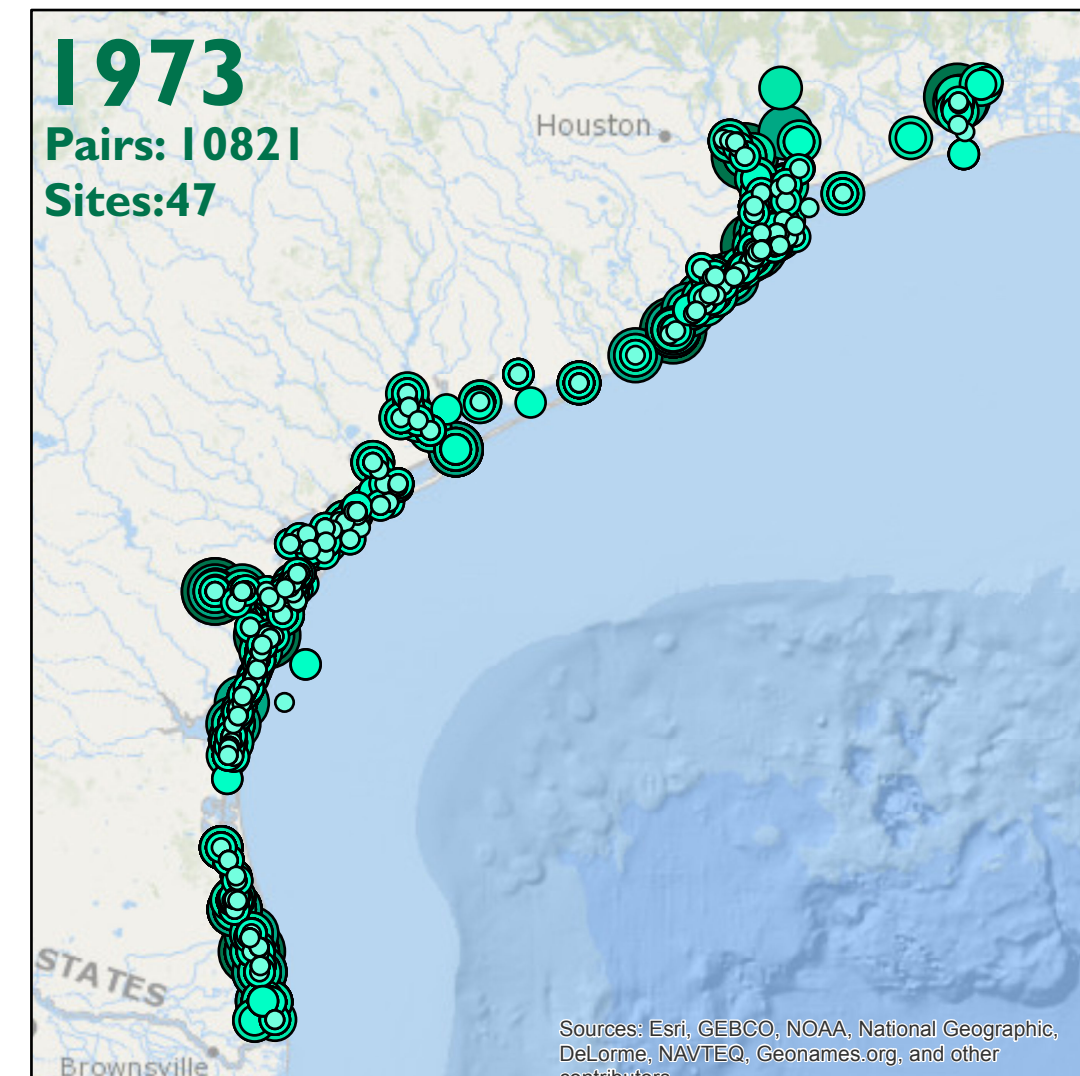 1973
Pairs: 10821
Sites:47
Houston
STATES
Brownsville
Sources: Esri, GEBCO, NOAA, National Geographic,
DeLorme, NAVTEQ, Geonames.org, and other
contributors